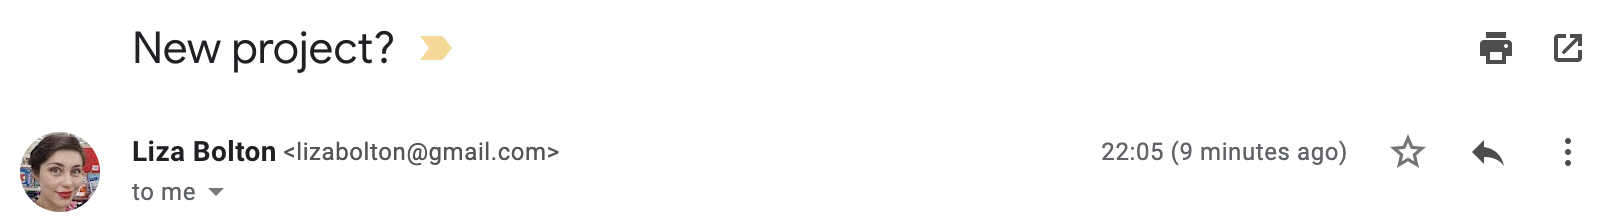 New project?
Liza Bolton <lizabolton@gmail.com> 22:05 (9 minutes ago)
to me